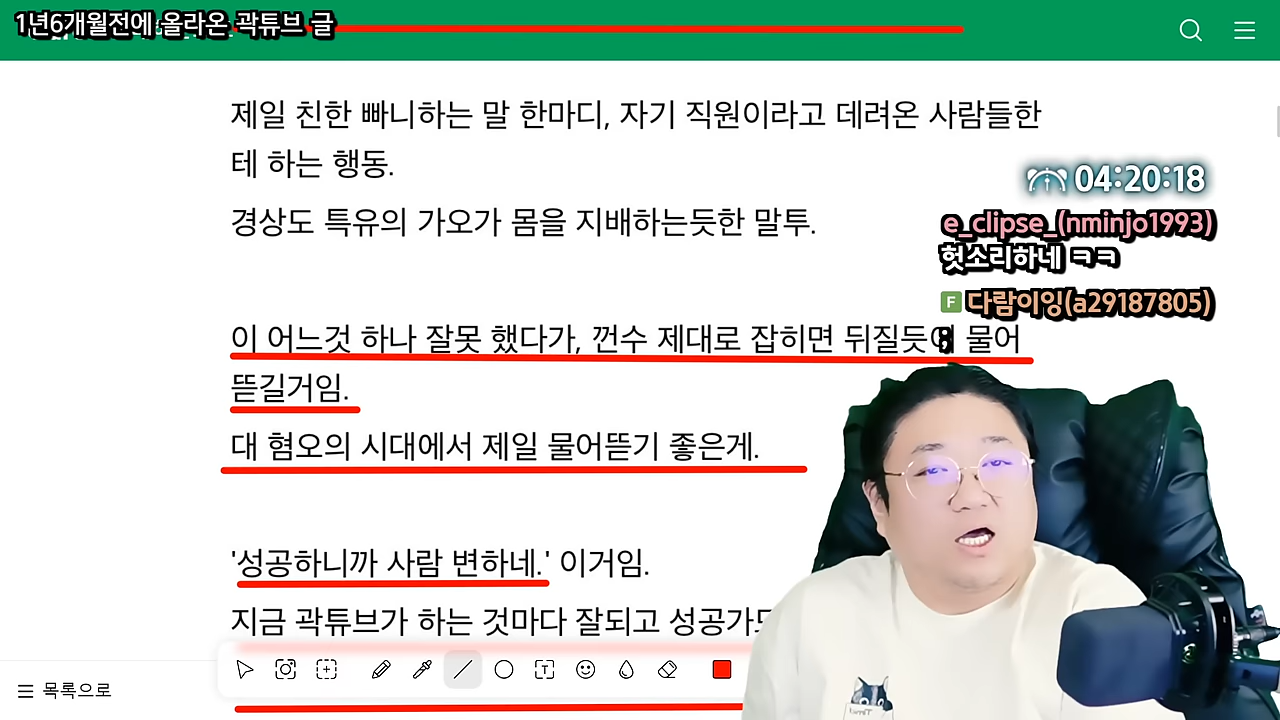 1년6개월전에 올라온 곽튜브 글
제일 친한 빠니하는 말 한마디, 자기 직원이라고 데려온 사람들한
테 하는 행동.
경상도 특유의 가오가 몸을 지배하는듯한 말투.
04:20:18
e_clipse_(nminjo1993)
헛소리하네 ㅋㅋ
F 다람이잉(a29187805)
이 어느것 하나 잘못 했다가, 껀수 제대로 잡히면 뒤질듯이 물어
뜯길거임.
대 혐오의 시대에서 제일 물어뜯기 좋은게.
'성공하니까 사람 변하네.' 이거임.
지금 곽튜브가 하는 것마다 잘되고 성공가도
목록으로